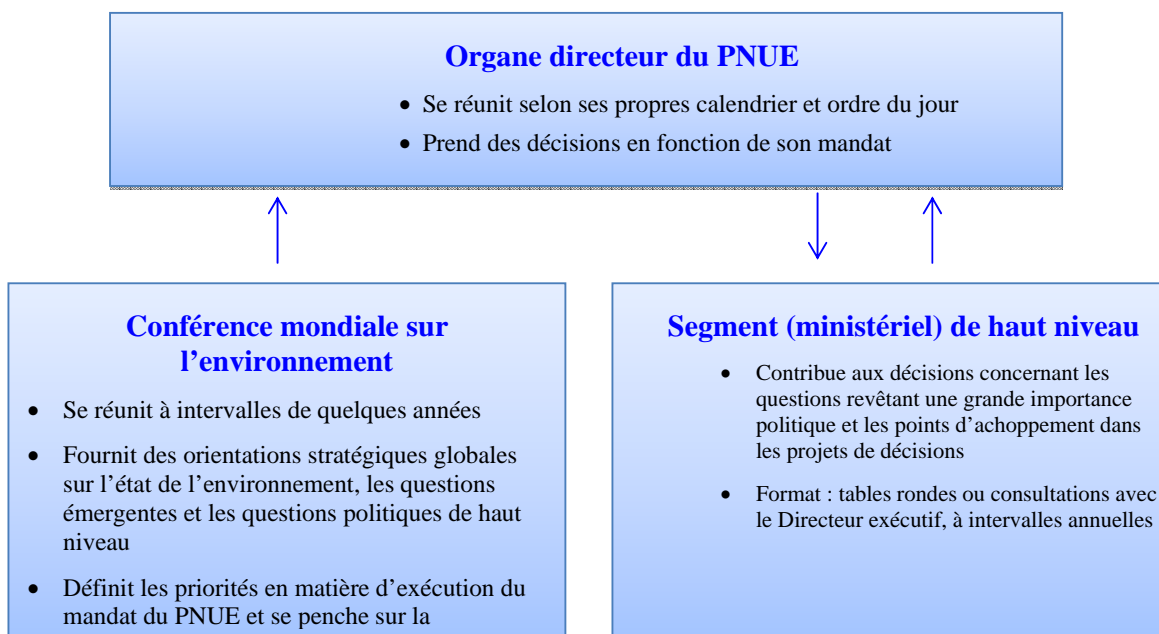 Organe directeur du PNUE
• Se réunit selon ses propres calendrier et ordre du jour
• Prend des décisions en fonction de son mandat
Conférence mondiale sur
l’environnement
• Se réunit à intervalles de quelques années
• Fournit des orientations stratégiques globales
sur l’état de l’environnement, les questions
émergentes et les questions politiques de haut
niveau
• Définit les priorités en matière d’exécution du
mandat du PNUE et se penche sur la
Segment (ministériel) de haut niveau
• Contribue aux décisions concernant les
questions revêtant une grande importance
politique et les points d’achoppement dans
les projets de décisions
• Format : tables rondes ou consultations avec
le Directeur exécutif, à intervalles annuelles